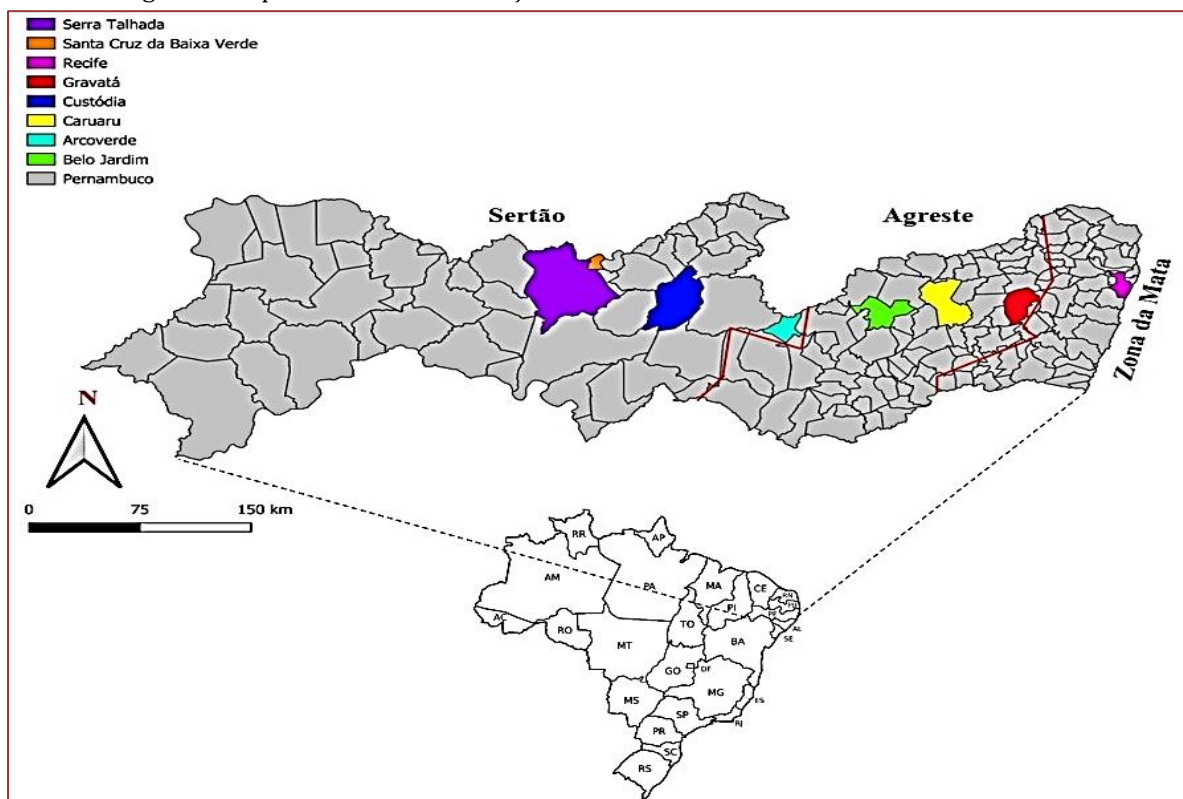 Serra Talhada
Santa Cruz da Baixa Verde
Recife
Gravatá
Custódia
Caruaru
Arcoverde
Belo Jardim
Pernambuco
Sertão
Agreste
Zona da Mata
N
0 75 150 km
RR
AP
AM
PA
MA
CE
RN
PI
PE
AC
AL
TO
SE
RO
BA
MT
GO
DF
MG
MS
ES
SP
RJ
PR
SC
RS